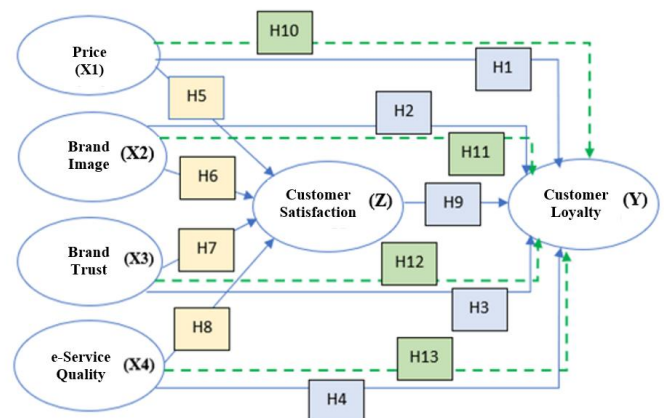 H10
Price
(X1)
H1
H5
H2
Brand
Image (X2)
H11
H6
Customer
Satisfaction (Z)
H9
Customer
Loyalty (Y)
Brand
Trust (X3)
H7
H12
H3
H8
e-Service
Quality (X4)
H13
H4